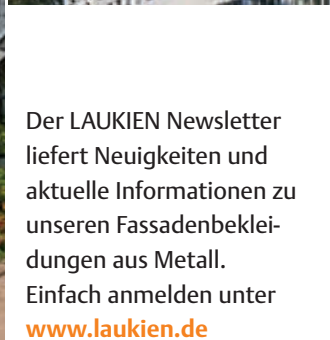 Der LAUKIEN Newsletter
liefert Neuigkeiten und
aktuelle Informationen zu
unseren Fassadenbeklei-
dungen aus Metall.
Einfach anmelden unter
www.laukien.de